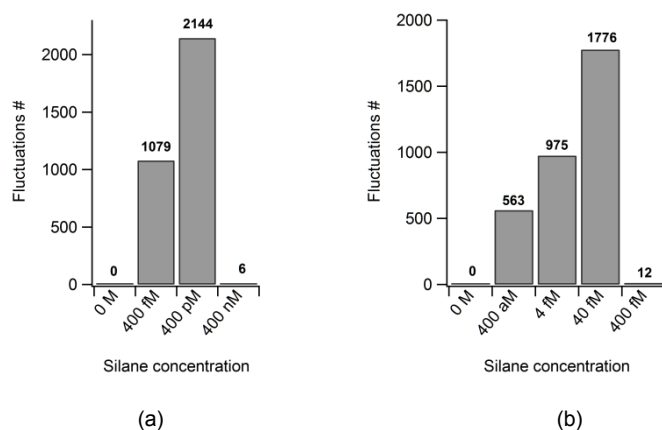 2144
2000
1500
1079
1000
500
0
0
6
Fluctuations #
0 M
400 fM
400 pM
400 nM
Silane concentration
(a)
2000
1776
1500
975
1000
563
500
0
0
12
Fluctuations #
0 M
400 aM
4 fM
40 fM
400 fM
Silane concentration
(b)